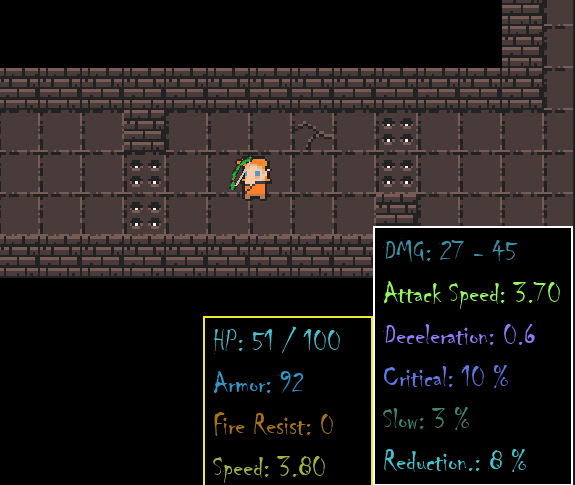 HP: 51 / 100
Armor: 92
Fire Resist: 0
Speed: 3.80
DMG: 27 - 45
Attack Speed: 3.70
Deceleration: 0.6
Critical: 10 %
Slow: 3 %
Reduction.: 8 %